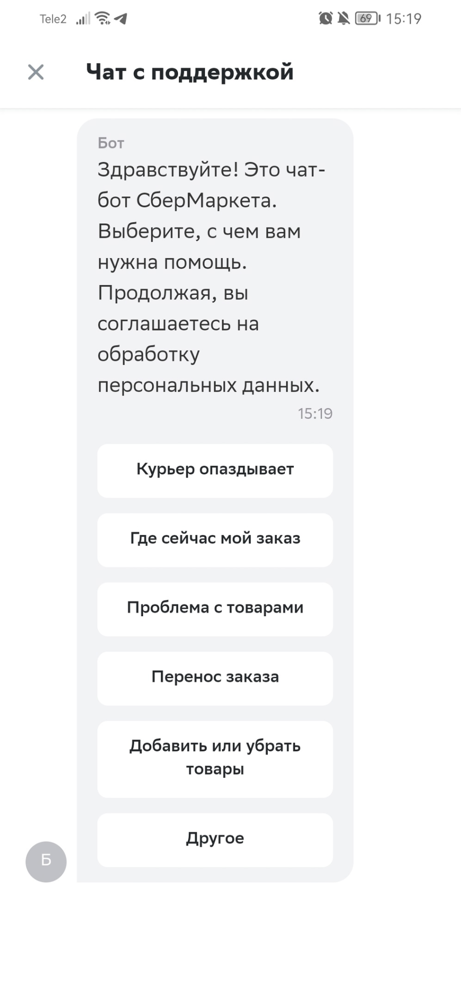 Tele2 69 15:19
Чат с поддержкой
Бот
Здравствуйте! Это чат-
бот СберМаркета.
Выберите, с чем вам
нужна помощь.
Продолжая, вы
соглашаетесь на
обработку
персональных данных.
15:19
Курьер опаздывает
Где сейчас мой заказ
Проблема с товарами
Перенос заказа
Добавить или убрать
товары
Другое
Б